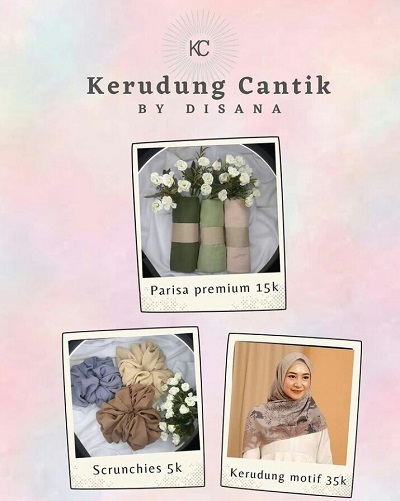 KC
Kerudung Cantik
BY DISANA
Parisa premium 15k
Scrunchies 5k
Kerudung motif 35k